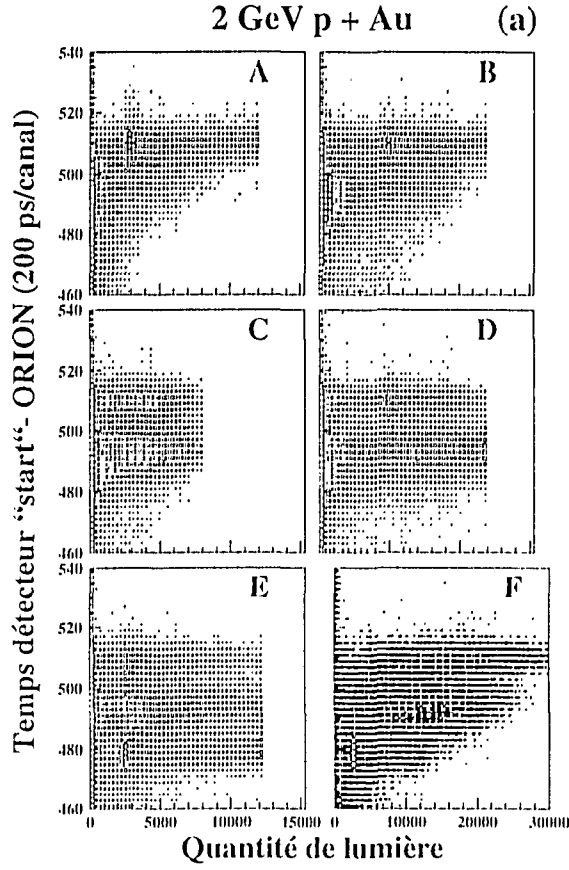 2 GeV p + Au (a)
Temps détecteur “start“- ORION (200 ps/canal)
540 A B
520
500
480
460
540 C D
520
500
480
460
540 E F
520
500
480
460
0 5000 10000 15000 0 10000 20000 30000
Quantité de lumière